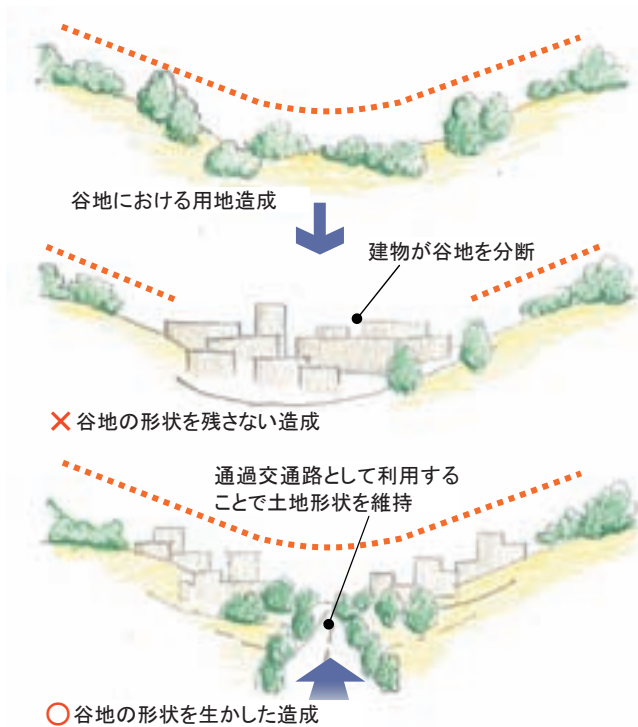 谷地における用地造成
建物が谷地を分断
×谷地の形状を残さない造成
通過交通路として利用する
ことで土地形状を維持
○谷地の形状を生かした造成